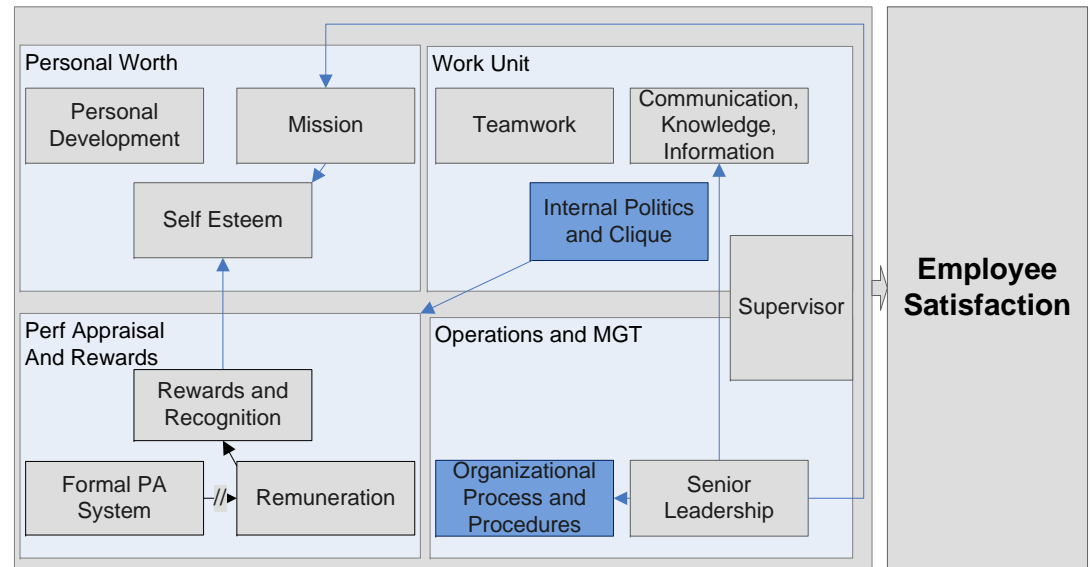 Personal Worth
Personal
Development
Mission
Self Esteem
Work Unit
Teamwork
Communication,
Knowledge,
Information
Internal Politics
and Clique
Supervisor
Perf Appraisal
And Rewards
Rewards and
Recognition
Formal PA
System
//
Remuneration
Operations and MGT
Organizational
Process and
Procedures
Senior
Leadership
Employee
Satisfaction